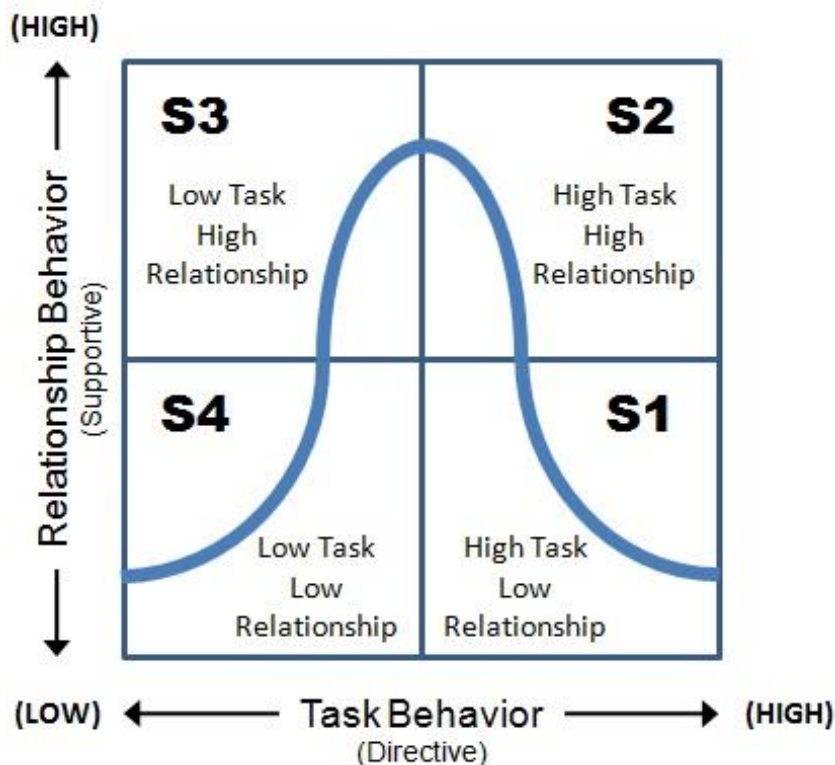 (HIGH)
S3
Low Task
High
Relationship
S2
High Task
High
Relationship
Relationship Behavior
(Supportive)
S4
Low Task
Low
Relationship
S1
High Task
Low
Relationship
(LOW)
Task Behavior
(Directive)
(HIGH)